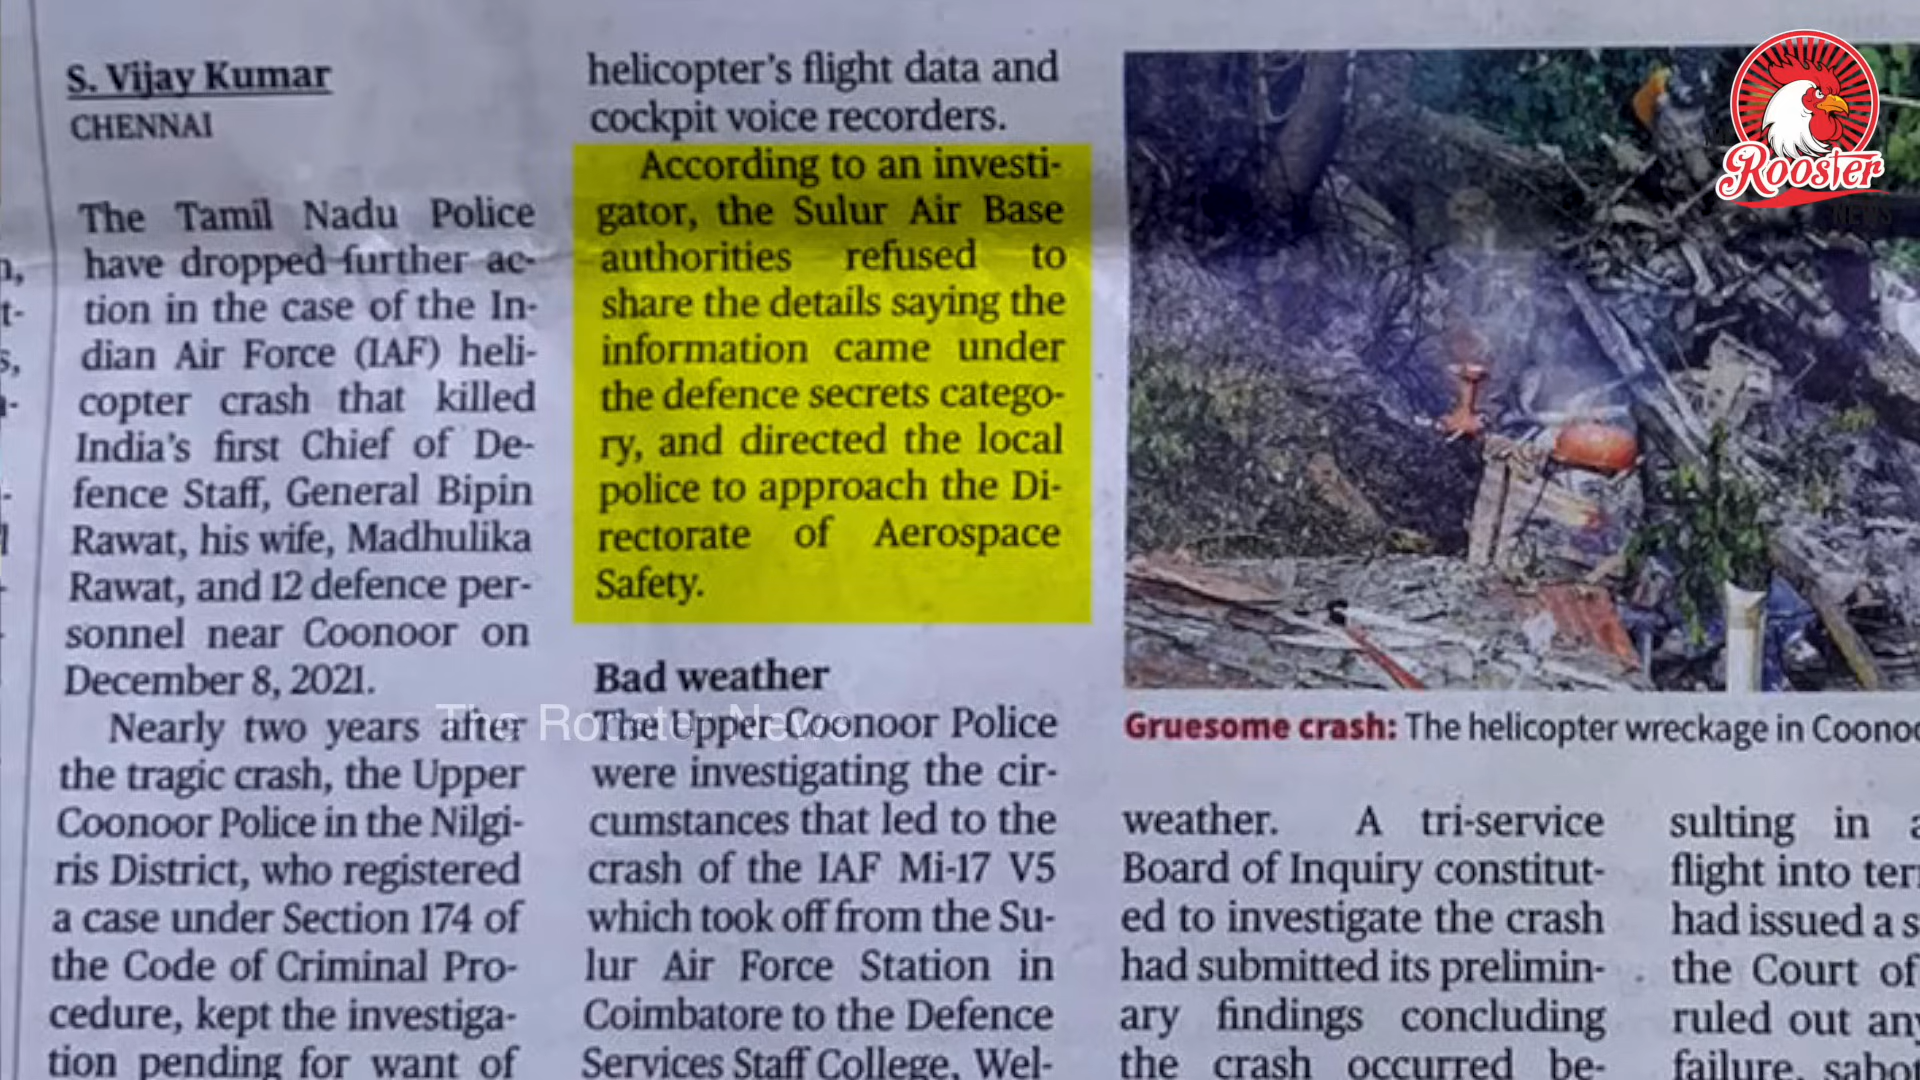 S. Vijay Kumar
CHENNAI
The Tamil Nadu Police
have dropped further ac-
tion in the case of the In-
dian Air Force (IAF) heli-
copter crash that killed
India's first Chief of De-
fence Staff, General Bipin
Rawat, his wife, Madhulika
Rawat, and 12 defence per-
sonnel near Coonoor on
December 8, 2021.
Nearly two years after
the tragic crash, the Upper
Coonoor Police in the Nilgi-
ris District, who registered
a case under Section 174 of
the Code of Criminal Pro-
cedure, kept the investiga-
tion pending for want of
helicopter's flight data and
cockpit voice recorders.
According to an investi-
gator, the Sulur Air Base
authorities refused to
share the details saying the
information came under
the defence secrets catego-
ry, and directed the local
police to approach the Di-
rectorate of Aerospace
Safety.
Bad weather
The Upper Coonoor Police
were investigating the cir-
cumstances that led to the
crash of the IAF Mi-17 V5
which took off from the Su-
lur Air Force Station in
Coimbatore to the Defence
Services Staff College, Wel-
Gruesome crash: The helicopter wreckage in
weather. A tri-service
Board of Inquiry constitut-
ed to investigate the crash
had submitted its prelimin-
ary findings concluding
the crash occurred be-
sulting in
flight into
had issued a
the Court of
ruled out
failure,
Rooster
NEWS
The Rooster News